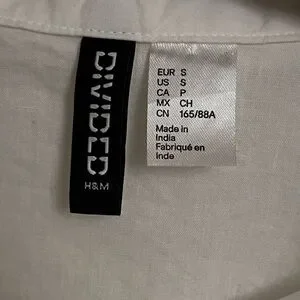 DIVIDED
H&M
EUR S
US S
CA P
MX CH
CN 165/88A
Made in
India
Fabriqué en
Inde